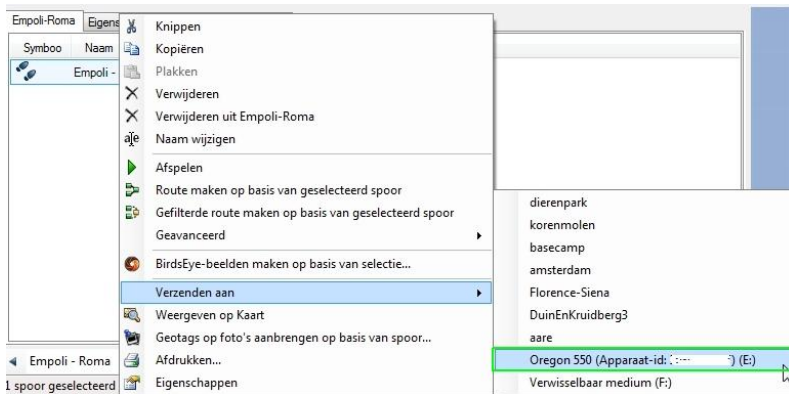 Empoli-Roma Eigens
Symboo Naam
Empoli -
Knippen
Kopiëren
Plakken
Verwijderen
Verwijderen uit Empoli-Roma
Naam wijzigen
Afspelen
Route maken op basis van geselecteerd spoor
Gefilterde route maken op basis van geselecteerd spoor
Geavanceerd
BirdsEye-beelden maken op basis van selectie...
Verzenden aan
Weergeven op Kaart
Geotags op foto's aanbrengen op basis van spoor...
Afdrukken...
Eigenschappen
dierenpark
korenmolen
basecamp
amsterdam
Florence-Siena
DuinEnKruidberg3
aare
Oregon 550 (Apparaat-id: ) (E:)
Verwisselbaar medium (F:)
Empoli - Roma
1 spoor geselecteerd